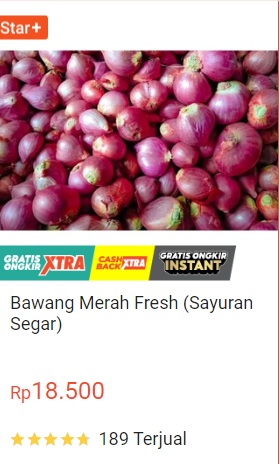 Star+
GRATIS ONGKIR XTRA
CASHBACK XTRA
GRATIS ONGKIR INSTANT
Bawang Merah Fresh (Sayuran
Segar)
Rp18.500
189 Terjual